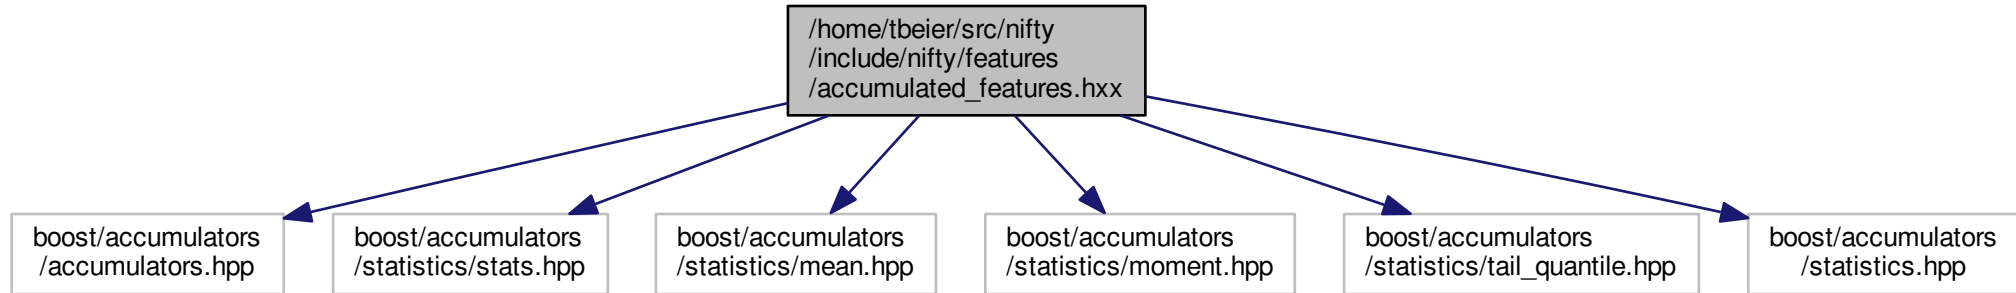 /home/tbeier/src/nifty
/include/nifty/features
/accumulated_features.hxx
boost/accumulators
/accumulators.hpp
boost/accumulators
/statistics/stats.hpp
boost/accumulators
/statistics/mean.hpp
boost/accumulators
/statistics/moment.hpp
boost/accumulators
/statistics/tail_quantile.hpp
boost/accumulators
/statistics.hpp